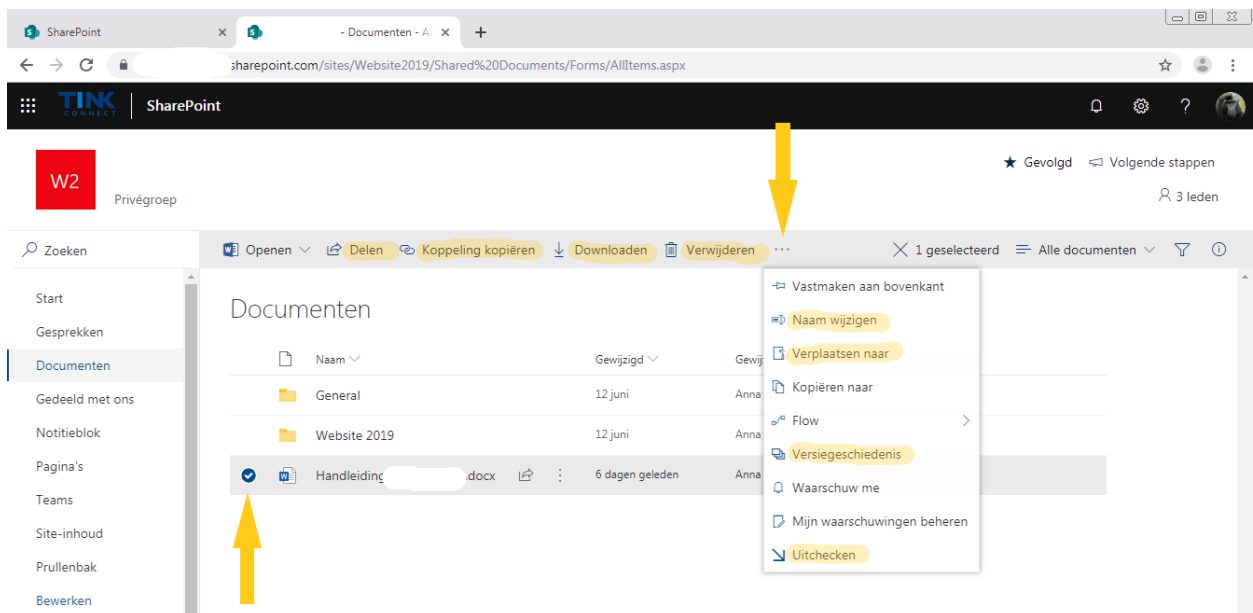 SharePoint
- Documenten - Al
sharepoint.com/sites/Website2019/Shared%20Documents/Forms/AllItems.aspx
TINK CONNECT SharePoint ?
Gevolgd Volgende stappen
W2
Privégroep
3 leden
Zoeken
Openen Delen Koppeling kopiëren Downloaden Verwijderen ... 1 geselecteerd Alle documenten
Start
Gesprekken
Documenten
Gedeeld met ons
Notitieblok
Pagina's
Teams
Site-inhoud
Prullenbak
Bewerken
Documenten
Naam Gewijzigd Gewij
General 12 juni Anna
Website 2019 12 juni Anna
Handleiding .docx 6 dagen geleden Anna
Vastmaken aan bovenkant
Naam wijzigen
Verplaatsen naar
Kopiëren naar
Flow
Versiegeschiedenis
Waarschuw me
Mijn waarschuwingen beheren
Uitchecken